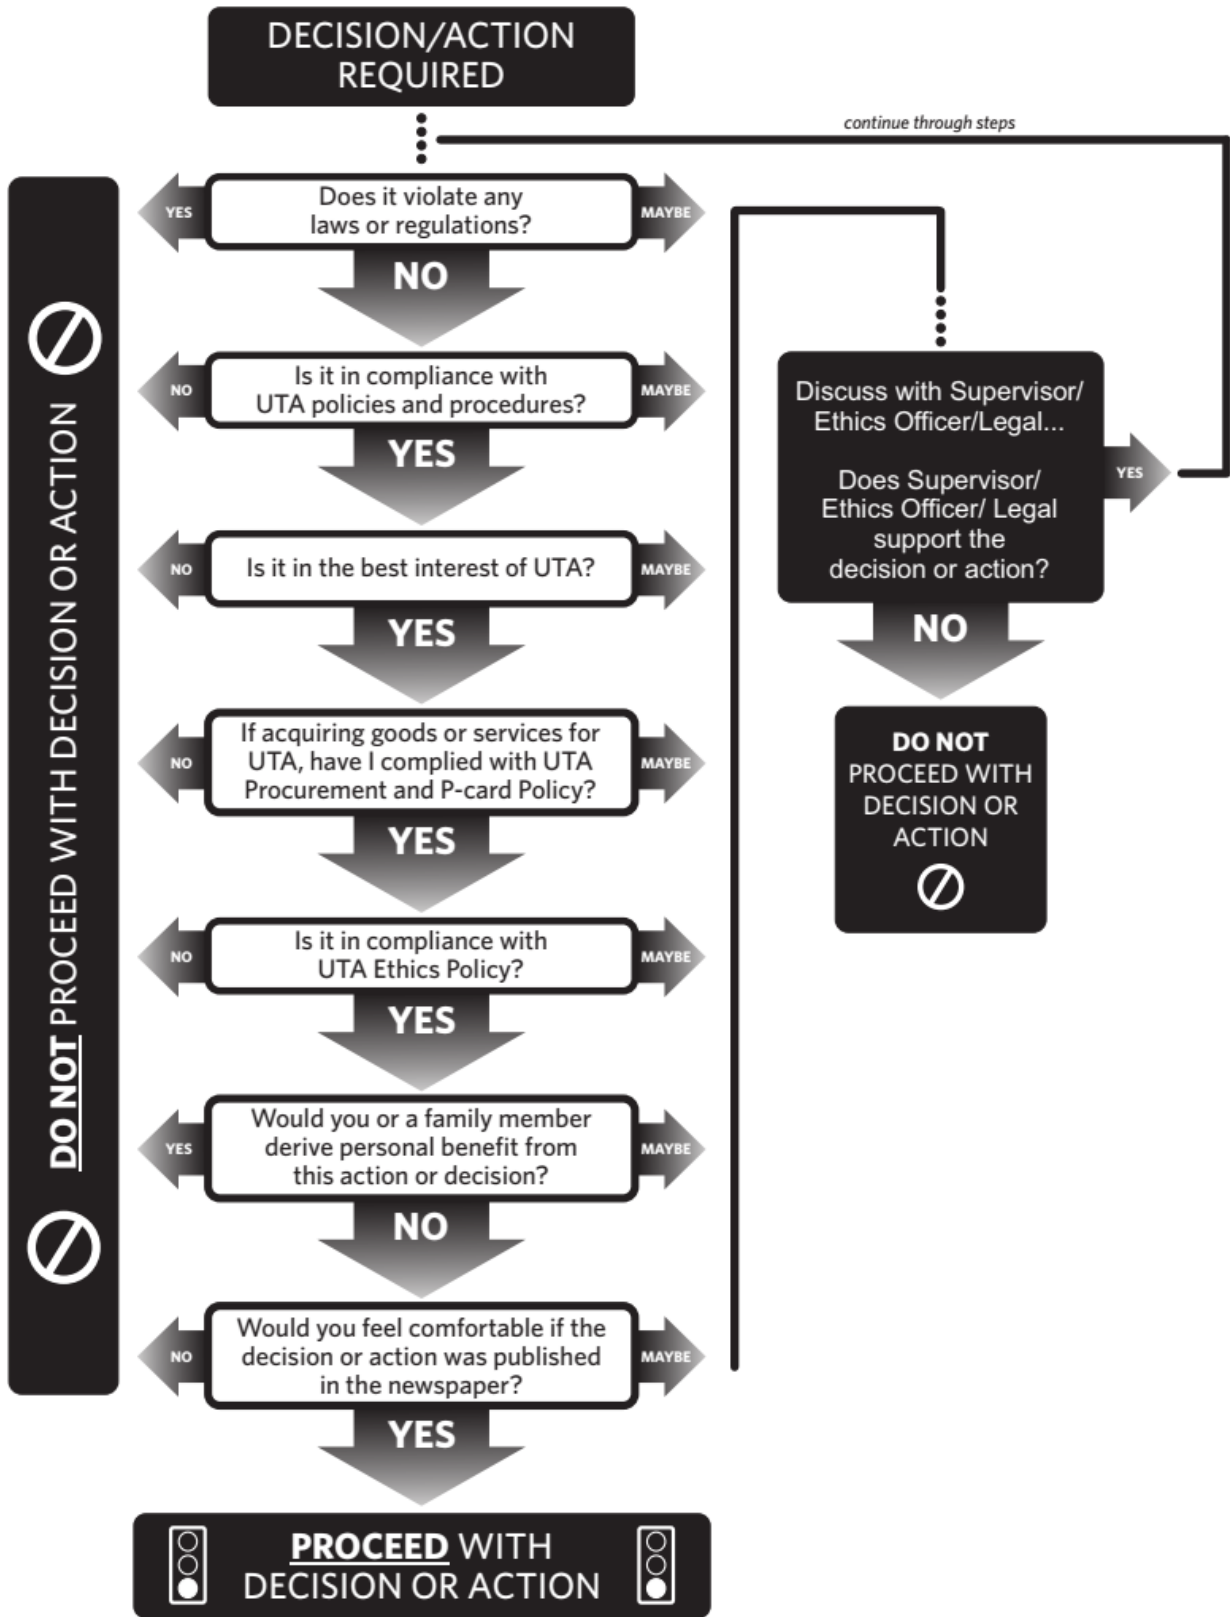 DECISION/ACTION
REQUIRED
continue through steps
YES
Does it violate any
laws or regulations?
MAYBE
NO
NO
Is it in compliance with
UTA policies and procedures?
MAYBE
YES
NO
Is it in the best interest of UTA?
MAYBE
YES
NO
If acquiring goods or services for
UTA, have I complied with UTA
Procurement and P-card Policy?
MAYBE
YES
NO
Is it in compliance with
UTA Ethics Policy?
MAYBE
YES
YES
Would you or a family member
derive personal benefit from
this action or decision?
MAYBE
NO
NO
Would you feel comfortable if the
decision or action was published
in the newspaper?
MAYBE
YES
PROCEED WITH
DECISION OR ACTION
DO NOT PROCEED WITH DECISION OR ACTION
Discuss with Supervisor/
Ethics Officer/Legal...
Does Supervisor/
Ethics Officer/ Legal
support the
decision or action?
YES
NO
DO NOT
PROCEED WITH
DECISION OR
ACTION